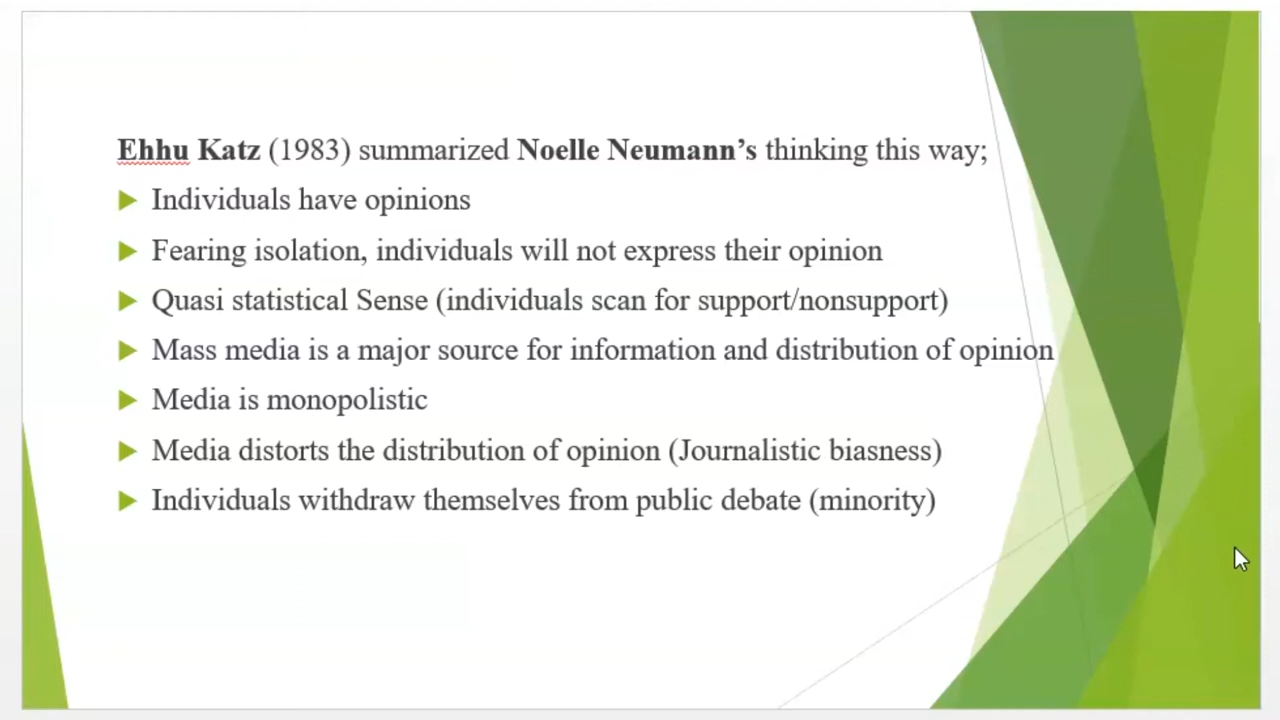 Ehhu Katz (1983) summarized Noelle Neumann’s thinking this way;
Individuals have opinions
Fearing isolation, individuals will not express their opinion
Quasi statistical Sense (individuals scan for support/nonsupport)
Mass media is a major source for information and distribution of opinion
Media is monopolistic
Media distorts the distribution of opinion (Journalistic biasness)
Individuals withdraw themselves from public debate (minority)